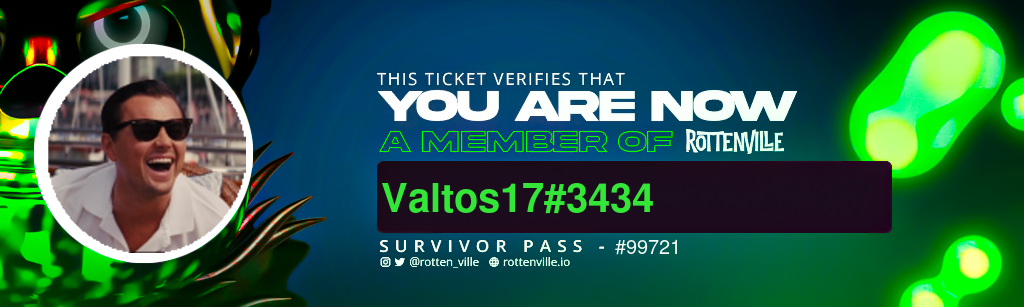 THIS TICKET VERIFIES THAT
YOU ARE NOW
A MEMBER OF ROTTENVILLE
Valtos17#3434
SURVIVOR PASS - #99721
@rotten_ville rottenville.io